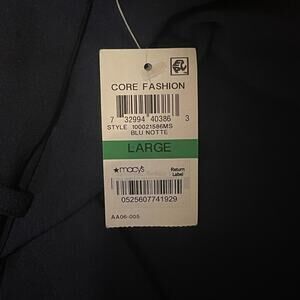 CORE FASHION
7 32994 40386 3
STYLE 100021586MS
BLU NOTTE
LARGE
★macy's
Return
Label
0525607741929
AA06-005